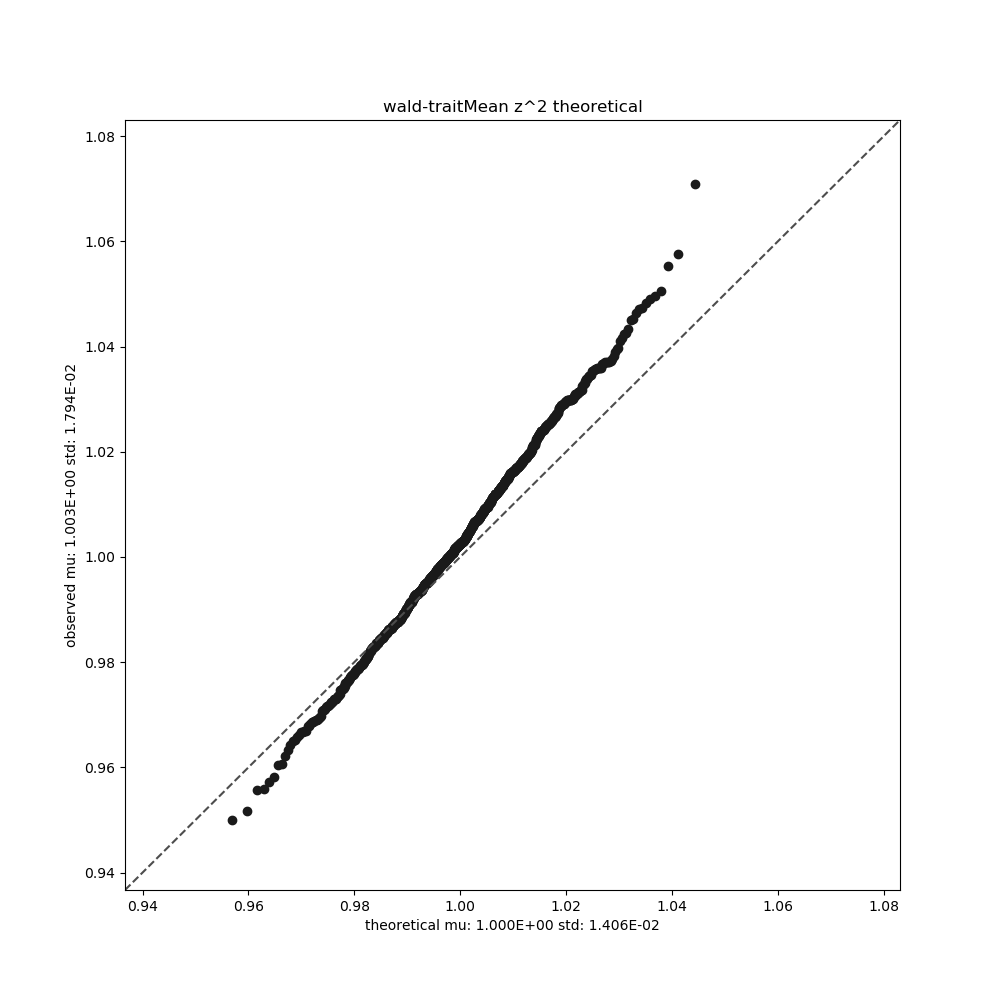 wald-traitMean z^2 theoretical
1.08
1.06
1.04
1.02
1.00
0.98
0.96
0.94
observed mu: 1.003E+00 std: 1.794E-02
0.94 0.96 0.98 1.00 1.02 1.04 1.06 1.08
theoretical mu: 1.000E+00 std: 1.406E-02